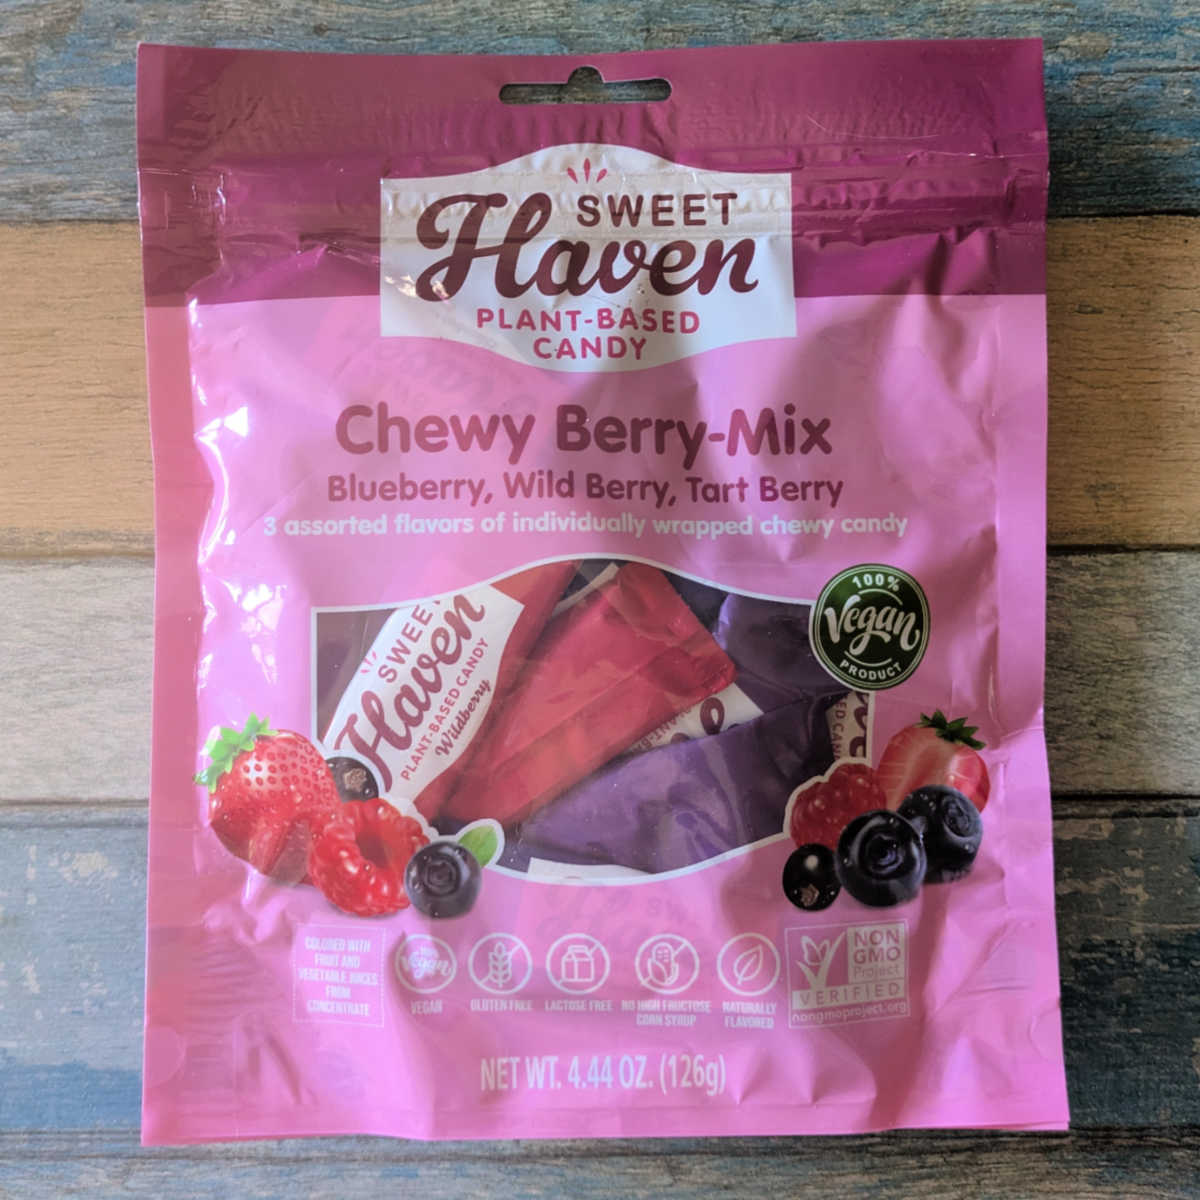 SWEET
Haven
PLANT-BASED
CANDY
Chewy Berry-Mix
Blueberry, Wild Berry, Tart Berry
3 assorted flavors of individually wrapped chewy candy
100%
Vegan
PRODUCT
SWEET
Haven
PLANT-BASED CANDY
Wildberry
COLORED WITH
FRUIT AND
VEGETABLE JUICES
FROM
CONCENTRATE
Vegan
VEGAN
GLUTEN FREE
LACTOSE FREE
NO HIGH FRUCTOSE
CORN SYRUP
NATURALLY
FLAVORED
NON
GMO
Project
VERIFIED
nongmoproject.org
NET WT. 4.44 OZ. (126g)